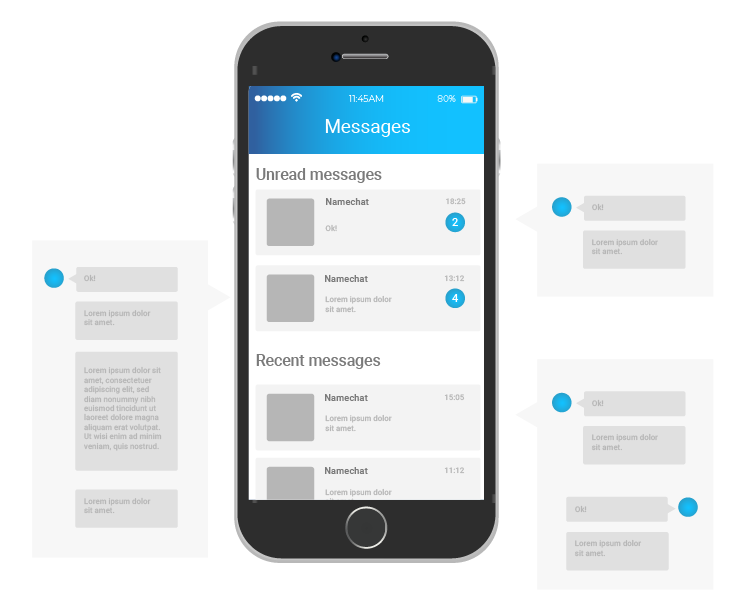 11:45AM
80%
Messages
Unread messages
Namechat
18:25
2
Ok!
Namechat
13:12
4
Lorem ipsum dolor
sit amet.
Recent messages
Namechat
15:05
Lorem ipsum dolor
sit amet.
Namechat
11:12
Lorem ipsum dolor
Ok!
Lorem ipsum dolor
sit amet.
Lorem ipsum dolor sit
amet, consectetuer
adipiscing elit, sed
diam nonummy nibh
euismod tincidunt ut
laoreet dolore magna
aliquam erat volutpat.
Ut wisi enim ad minim
veniam, quis nostrud.
Lorem ipsum dolor
sit amet.
Ok!
Lorem ipsum dolor
sit amet.
Ok!
Lorem ipsum dolor
sit amet.
Ok!
Lorem ipsum dolor
sit amet.